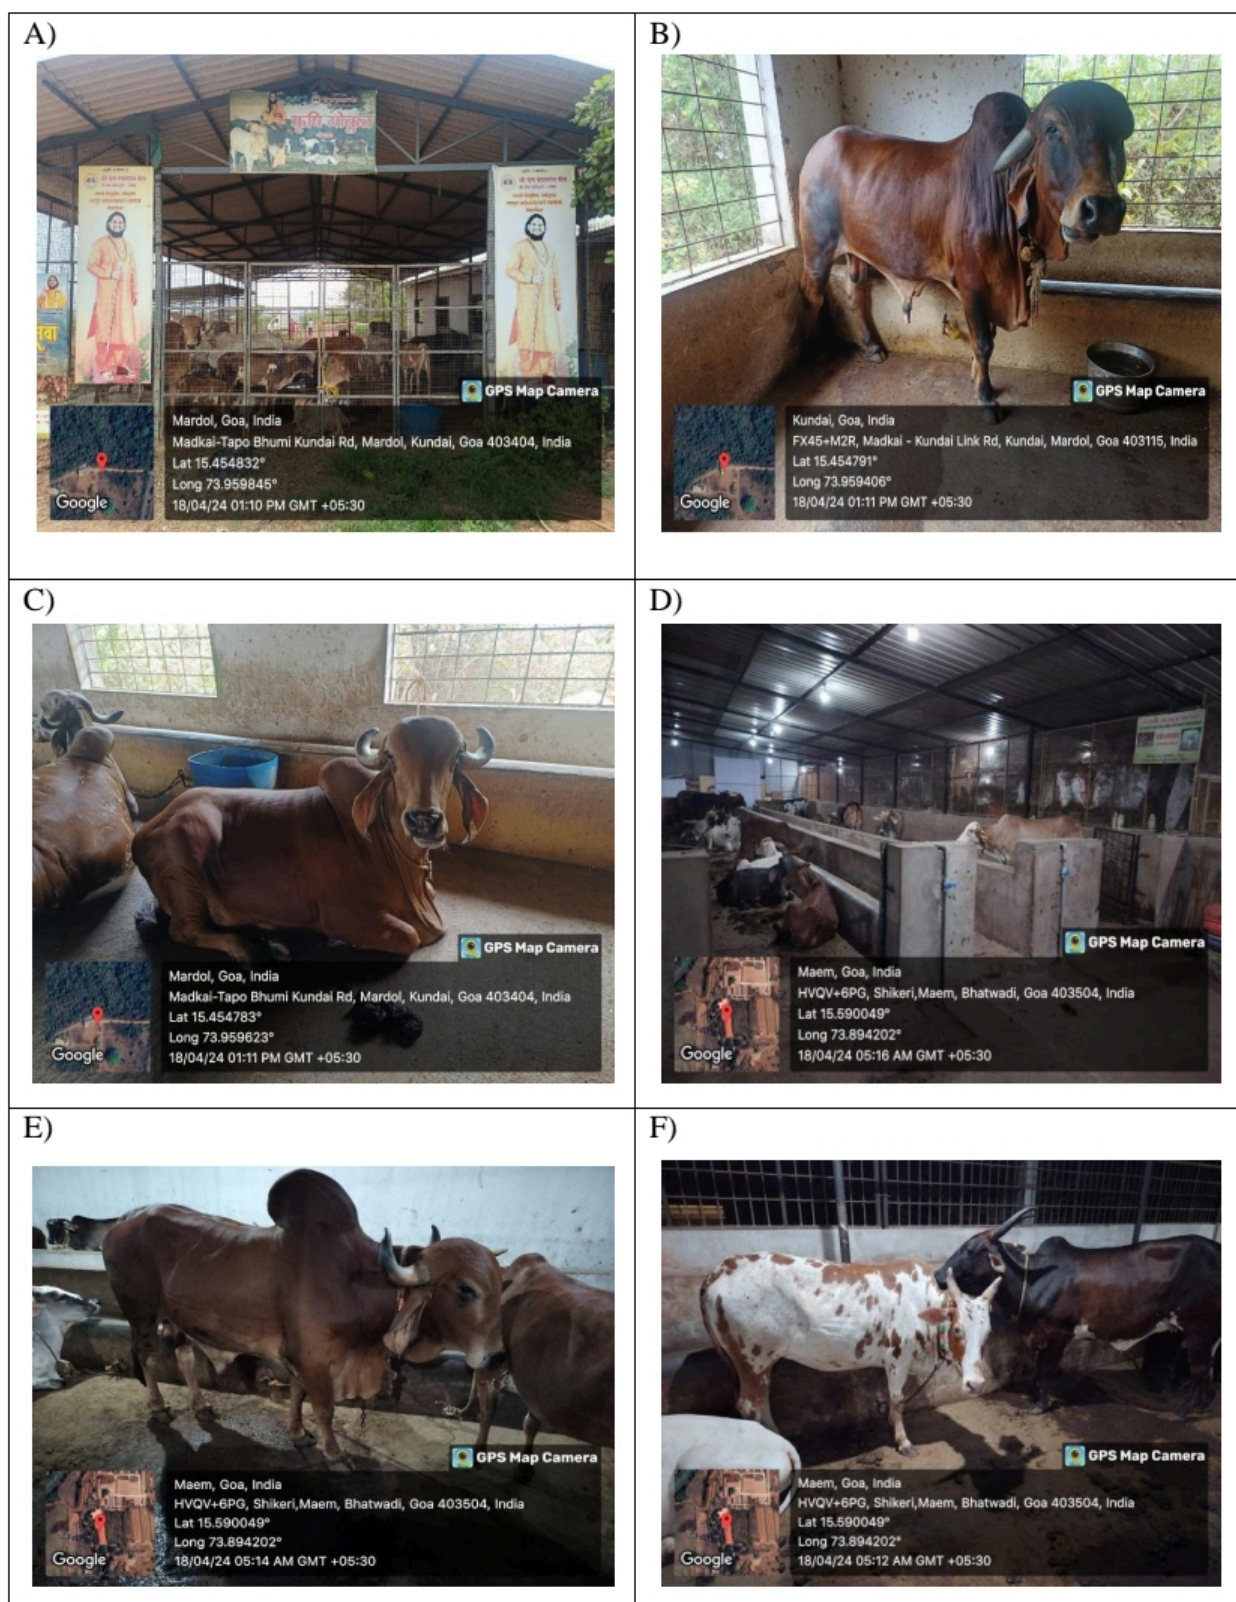 A)
कृषि गोकुल
GPS Map Camera
Mardol, Goa, India
Madkai-Tapo Bhumi Kundai Rd, Mardol, Kundai, Goa 403404, India
Lat 15.454832°
Long 73.959845°
18/04/24 01:10 PM GMT +05:30
Google
B)
GPS Map Camera
Kundai, Goa, India
FX45+M2R, Madkai - Kundai Link Rd, Kundai, Mardol, Goa 403115, India
Lat 15.454791°
Long 73.959406°
18/04/24 01:11 PM GMT +05:30
Google
C)
GPS Map Camera
Mardol, Goa, India
Madkai-Tapo Bhumi Kundai Rd, Mardol, Kundai, Goa 403404, India
Lat 15.454783°
Long 73.959623°
18/04/24 01:11 PM GMT +05:30
Google
D)
GPS Map Camera
Maem, Goa, India
HVQV+6PG, Shikeri,Maem, Bhatwadi, Goa 403504, India
Lat 15.590049°
Long 73.894202°
18/04/24 05:16 AM GMT +05:30
Google
E)
GPS Map Camera
Maem, Goa, India
HVQV+6PG, Shikeri,Maem, Bhatwadi, Goa 403504, India
Lat 15.590049°
Long 73.894202°
18/04/24 05:14 AM GMT +05:30
Google
F)
GPS Map Camera
Maem, Goa, India
HVQV+6PG, Shikeri,Maem, Bhatwadi, Goa 403504, India
Lat 15.590049°
Long 73.894202°
18/04/24 05:12 AM GMT +05:30
Google